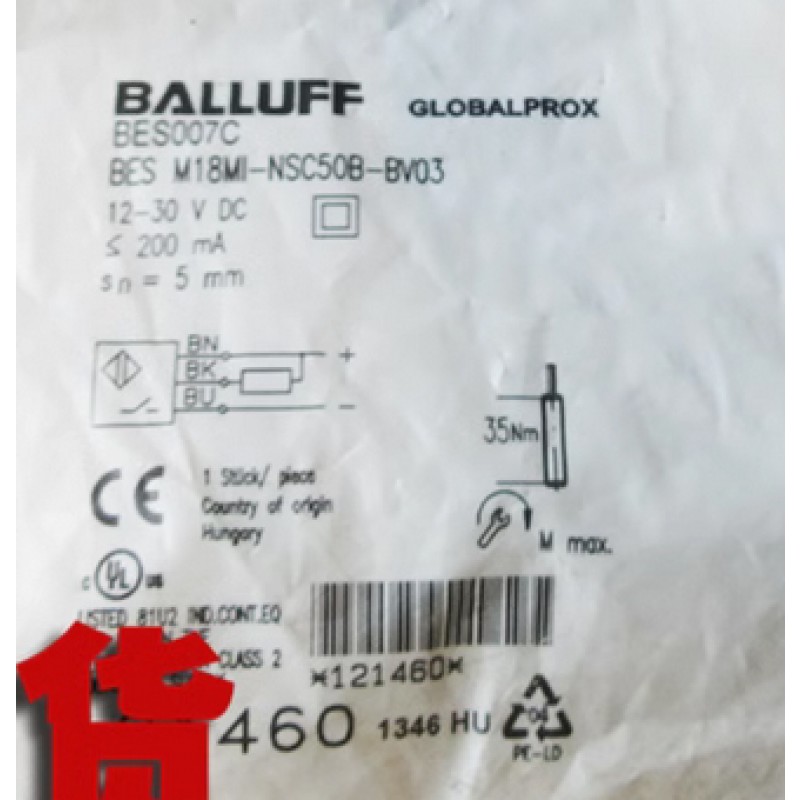 BALLUFF GLOBALPROX
BES007C
BES M18MI-NSC50B-BV03
12-30 V DC
≤ 200 mA
sn = 5 mm
BN +
BK
BU -
35Nm
M max.
CE
1 Stück/ piece
Country of origin
Hungary
c UL us
LISTED 81U2 IND.CONT.EQ
CLASS 2
*121460*
460 1346 HU
04
PE-LD
货